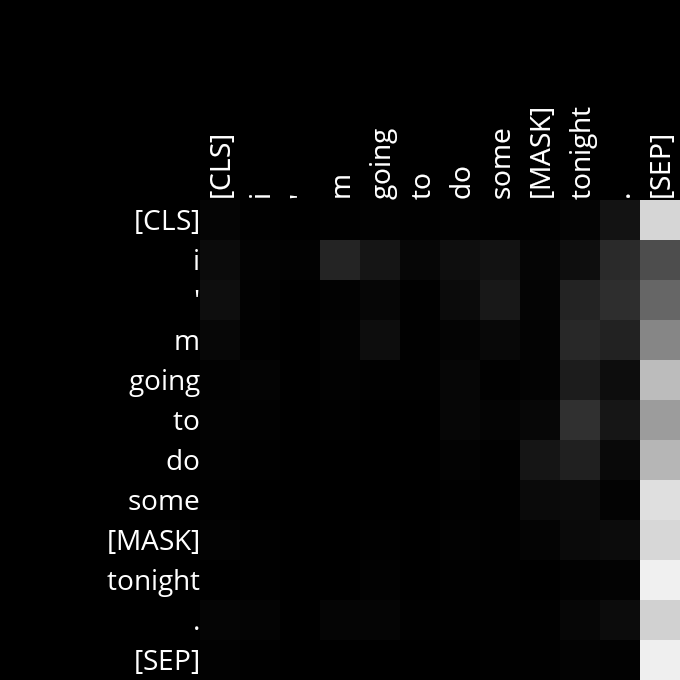 [CLS] i ' m going to do some [MASK] tonight . [SEP]
[CLS]
i
'
m
going
to
do
some
[MASK]
tonight
.
[SEP]